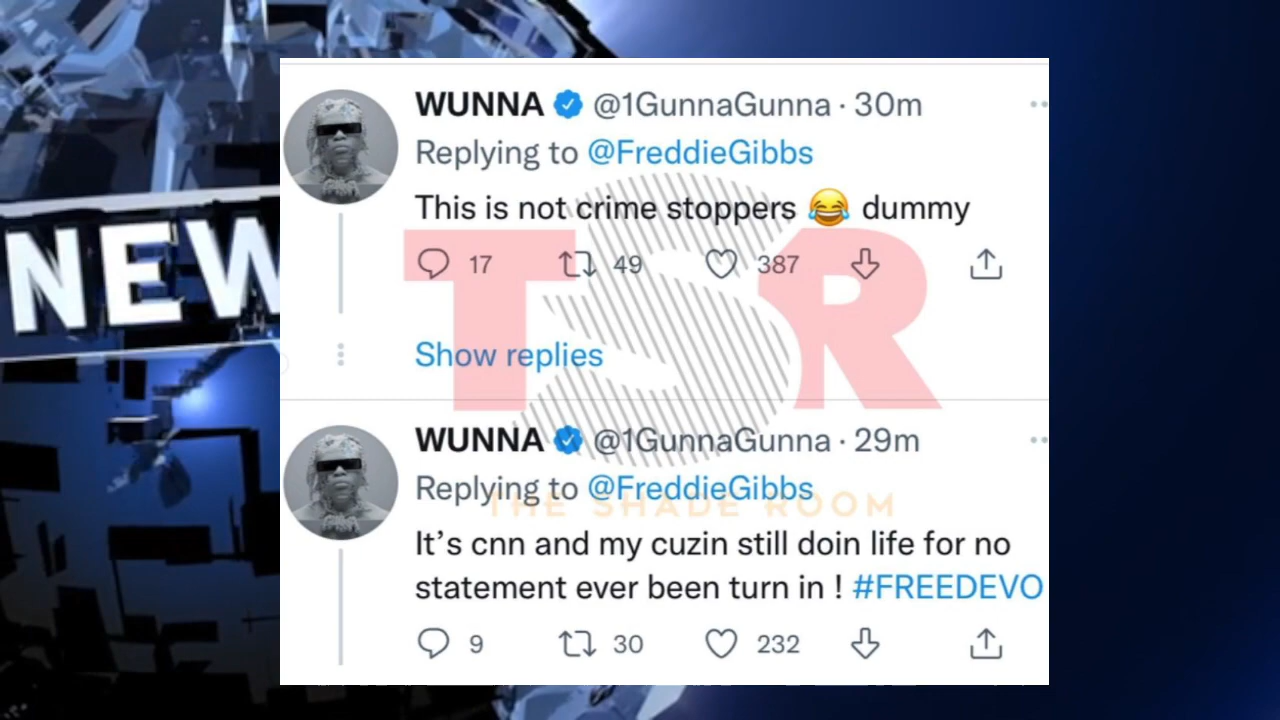 NEW
WUNNA @1GunnaGunna · 30m
Replying to @FreddieGibbs
This is not crime stoppers 😂 dummy
17 49 387
Show replies
WUNNA @1GunnaGunna · 29m
Replying to @FreddieGibbs
It's cnn and my cuzin still doin life for no
statement ever been turn in ! #FREEDEVO
9 30 232
TSR
THE SHADE ROOM